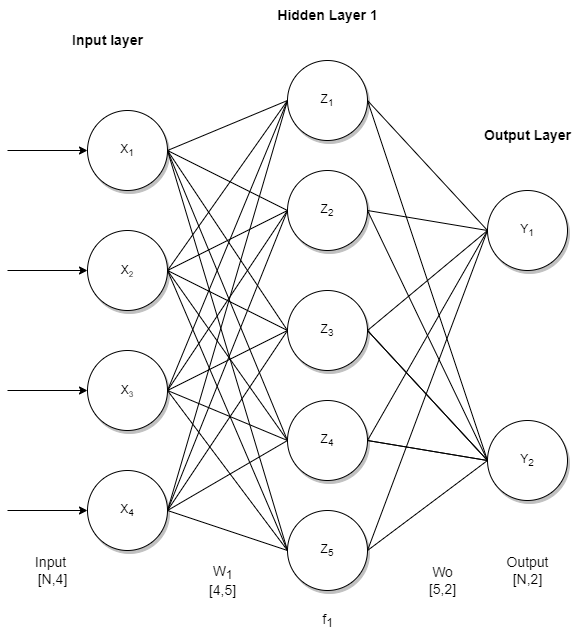 Hidden Layer 1
Input layer
Output Layer
X1
X2
X3
X4
Z1
Z2
Z3
Z4
Z5
Y1
Y2
Input
[N,4]
W1
[4,5]
f1
Wo
[5,2]
Output
[N,2]